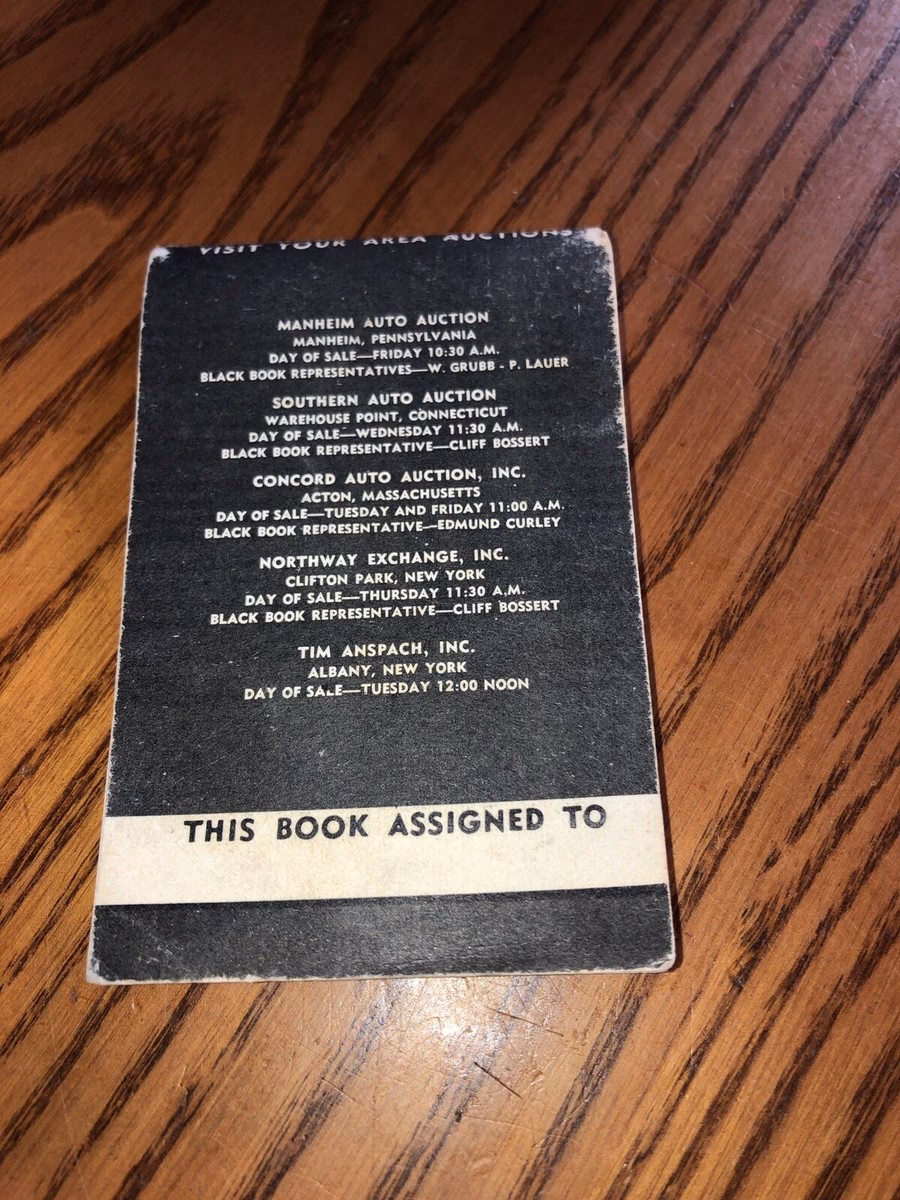 VISIT YOUR AREA AUCTIONS
MANHEIM AUTO AUCTION
MANHEIM, PENNSYLVANIA
DAY OF SALE—FRIDAY 10:30 A.M.
BLACK BOOK REPRESENTATIVES—W. GRUBB - P. LAUER
SOUTHERN AUTO AUCTION
WAREHOUSE POINT, CONNECTICUT
DAY OF SALE—WEDNESDAY 11:30 A.M.
BLACK BOOK REPRESENTATIVE—CLIFF BOSSERT
CONCORD AUTO AUCTION, INC.
ACTON, MASSACHUSETTS
DAY OF SALE—TUESDAY AND FRIDAY 11:00 A.M.
BLACK BOOK REPRESENTATIVE—EDMUND CURLEY
NORTHWAY EXCHANGE, INC.
CLIFTON PARK, NEW YORK
DAY OF SALE—THURSDAY 11:30 A.M.
BLACK BOOK REPRESENTATIVE—CLIFF BOSSERT
TIM ANSPACH, INC.
ALBANY, NEW YORK
DAY OF SALE—TUESDAY 12:00 NOON
THIS BOOK ASSIGNED TO